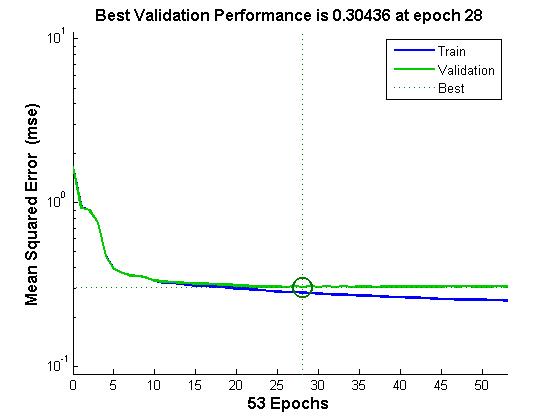 Best Validation Performance is 0.30436 at epoch 28
Train
Validation
Best
Mean Squared Error (mse)
10^1
10^0
10^-1
0 5 10 15 20 25 30 35 40 45 50
53 Epochs